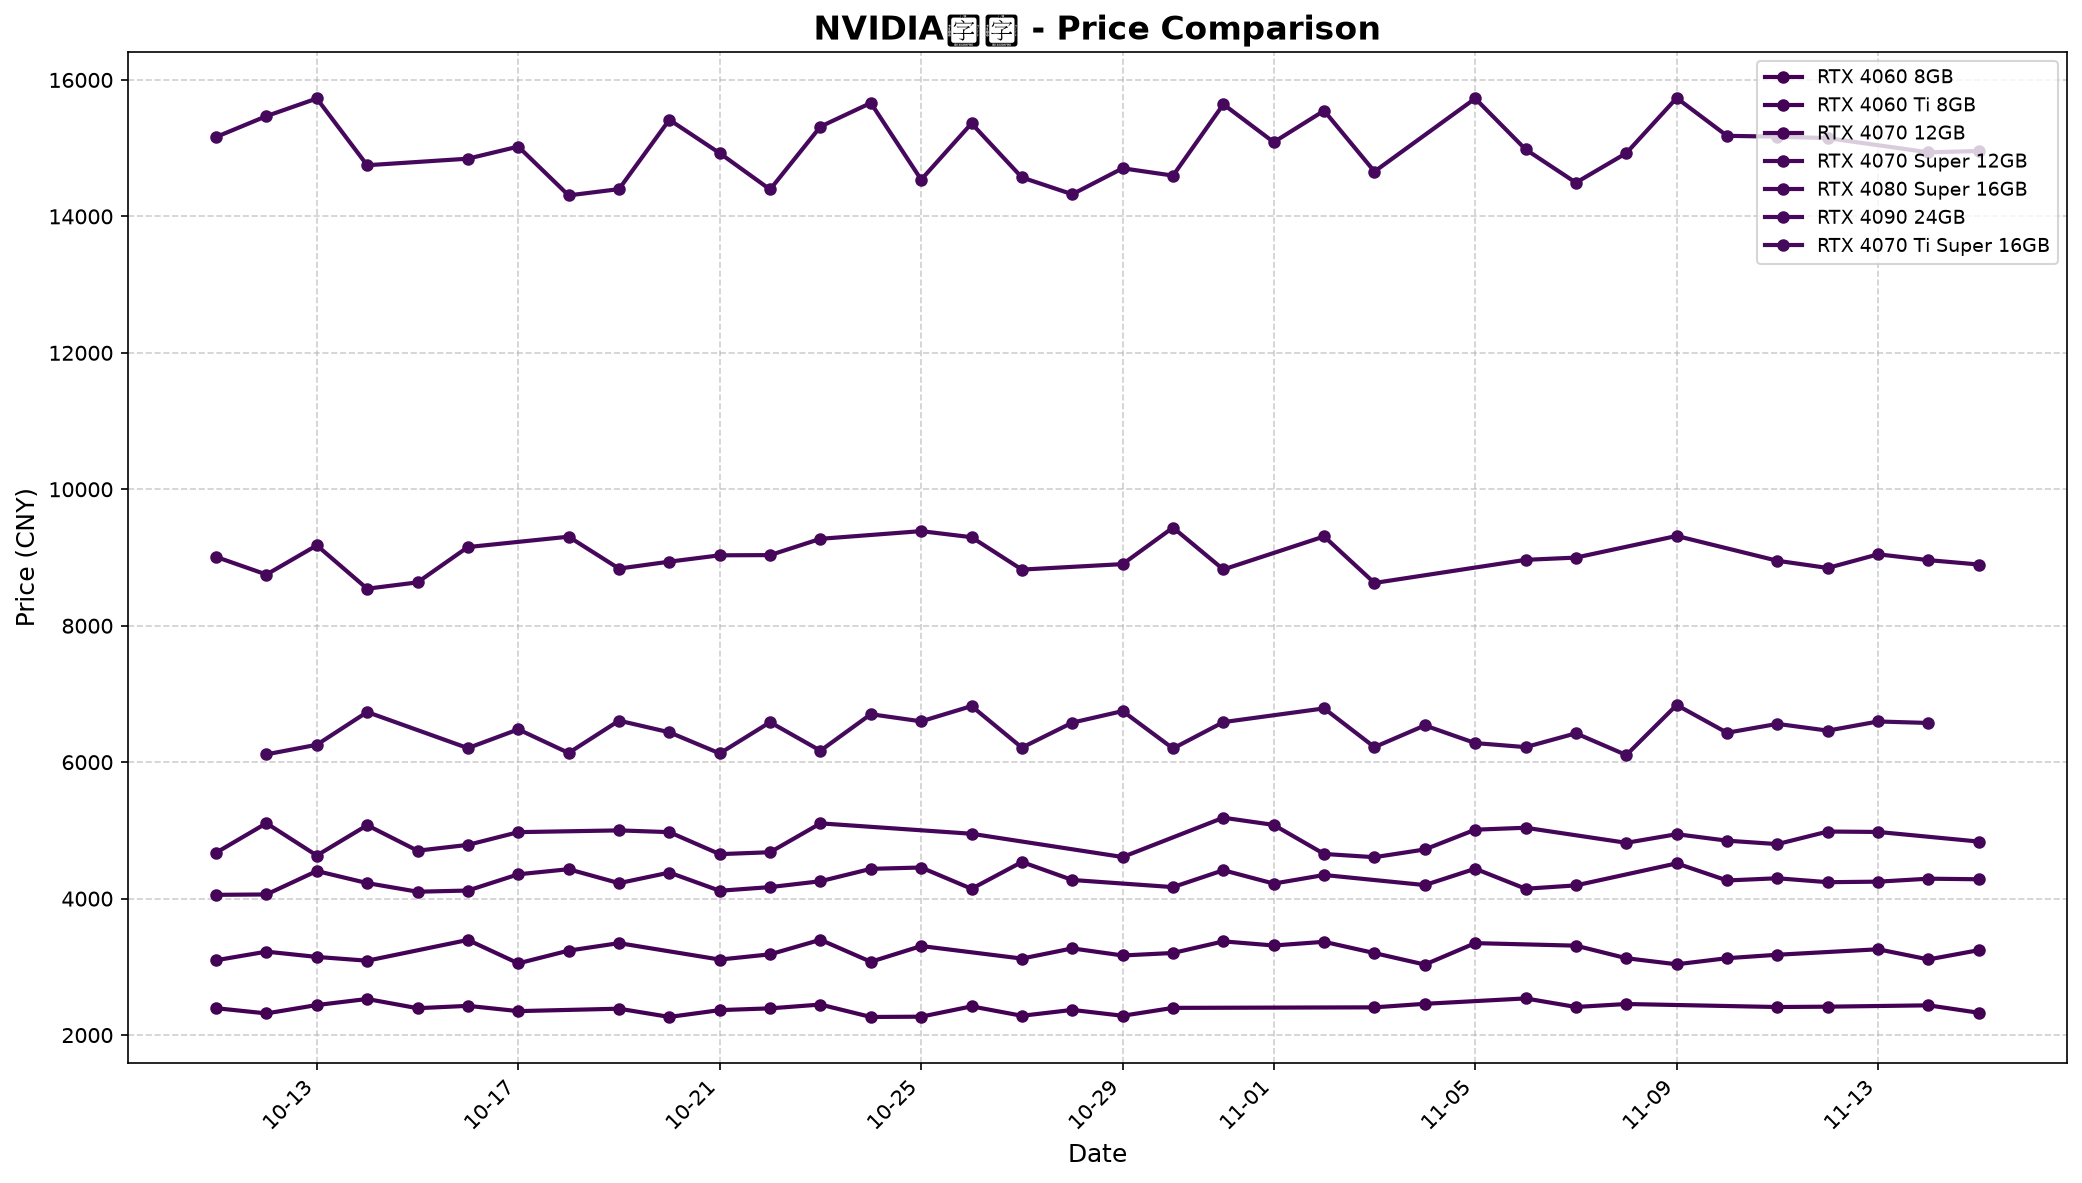 NVIDIA - Price Comparison
16000
14000
12000
10000
8000
6000
4000
2000
Price (CNY)
RTX 4060 8GB
RTX 4060 Ti 8GB
RTX 4070 12GB
RTX 4070 Super 12GB
RTX 4080 Super 16GB
RTX 4090 24GB
RTX 4070 Ti Super 16GB
10-13
10-17
10-21
10-25
10-29
11-01
11-05
11-09
11-13
Date